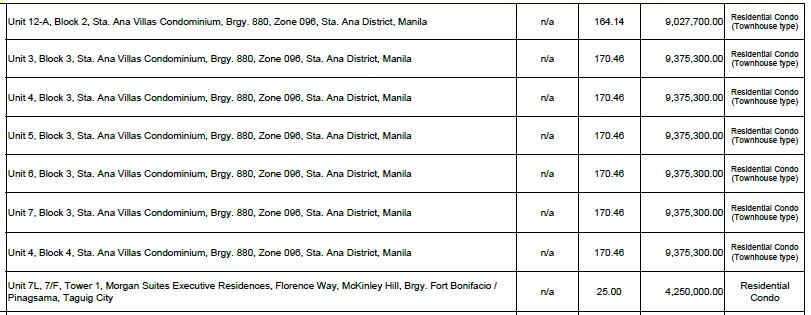 Unit 12-A, Block 2, Sta. Ana Villas Condominium, Brgy. 880, Zone 096, Sta. Ana District, Manila n/a 164.14 9,027,700.00 Residential Condo
(Townhouse type)
Unit 3, Block 3, Sta. Ana Villas Condominium, Brgy. 880, Zone 096, Sta. Ana District, Manila n/a 170.46 9,375,300.00 Residential Condo
(Townhouse type)
Unit 4, Block 3, Sta. Ana Villas Condominium, Brgy. 880, Zone 096, Sta. Ana District, Manila n/a 170.46 9,375,300.00 Residential Condo
(Townhouse type)
Unit 5, Block 3, Sta. Ana Villas Condominium, Brgy. 880, Zone 096, Sta. Ana District, Manila n/a 170.46 9,375,300.00 Residential Condo
(Townhouse type)
Unit 6, Block 3, Sta. Ana Villas Condominium, Brgy. 880, Zone 096, Sta. Ana District, Manila n/a 170.46 9,375,300.00 Residential Condo
(Townhouse type)
Unit 7, Block 3, Sta. Ana Villas Condominium, Brgy. 880, Zone 096, Sta. Ana District, Manila n/a 170.46 9,375,300.00 Residential Condo
(Townhouse type)
Unit 4, Block 4, Sta. Ana Villas Condominium, Brgy. 880, Zone 096, Sta. Ana District, Manila n/a 170.46 9,375,300.00 Residential Condo
(Townhouse type)
Unit 7L, 7/F, Tower 1, Morgan Suites Executive Residences, Florence Way, McKinley Hill, Brgy. Fort Bonifacio /
Pinagsama, Taguig City n/a 25.00 4,250,000.00 Residential
Condo